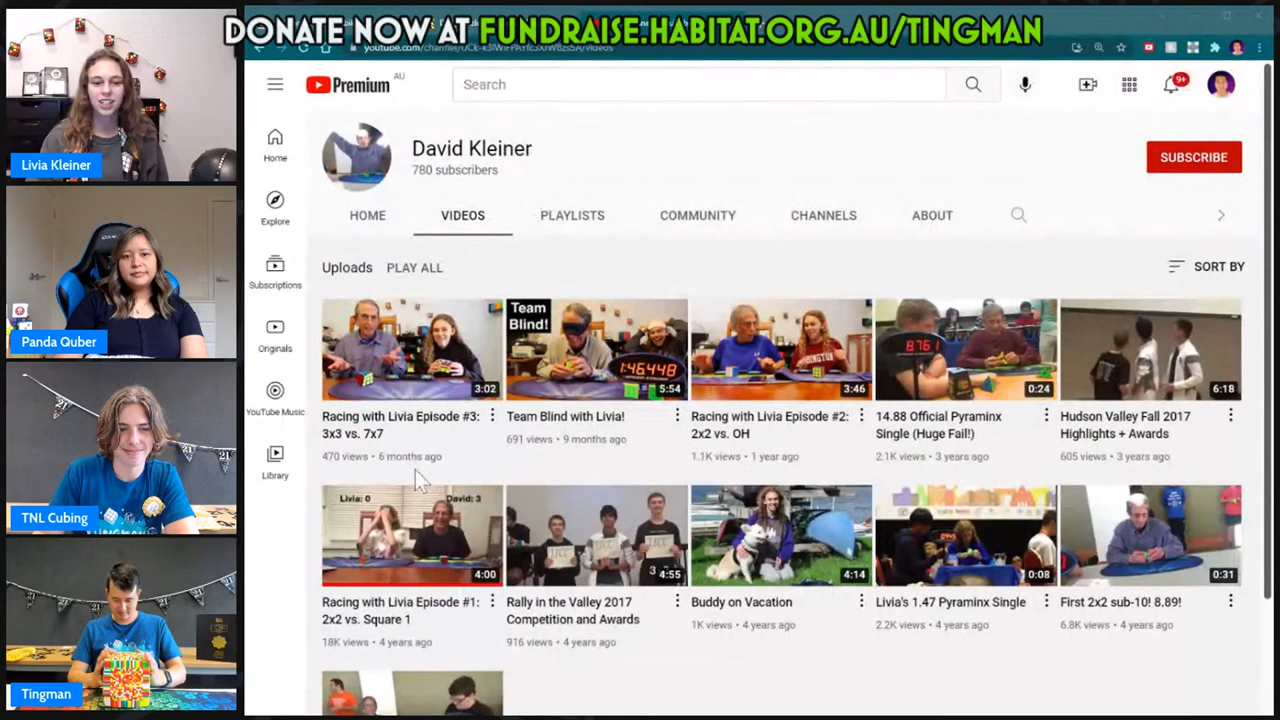 DONATE NOW AT FUNDRAISE.HABITAT.ORG.AU/TINGMAN
Livia Kleiner
Panda Quber
TNL Cubing
Tingman
Premium AU
Search
9+
Home
Explore
Subscriptions
Originals
YouTube Music
Library
David Kleiner
780 subscribers
SUBSCRIBE
HOME VIDEOS PLAYLISTS COMMUNITY CHANNELS ABOUT
Uploads PLAY ALL SORT BY
3:02
Team Blind!
1:46.448
5:54
3:46
8.761
0:24
6:18
Racing with Livia Episode #3: 3x3 vs. 7x7
470 views • 6 months ago
Team Blind with Livia!
691 views • 9 months ago
Racing with Livia Episode #2: 2x2 vs. OH
1.1K views • 1 year ago
14.88 Official Pyraminx Single (Huge Fail!)
2.1K views • 3 years ago
Hudson Valley Fall 2017 Highlights + Awards
605 views • 3 years ago
Livia: 0 David: 3
4:00
4:55
4:14
0:08
0:31
Racing with Livia Episode #1: 2x2 vs. Square 1
18K views • 4 years ago
Rally in the Valley 2017 Competition and Awards
916 views • 4 years ago
Buddy on Vacation
1K views • 4 years ago
Livia's 1.47 Pyraminx Single
2.2K views • 4 years ago
First 2x2 sub-10! 8.89!
6.8K views • 4 years ago